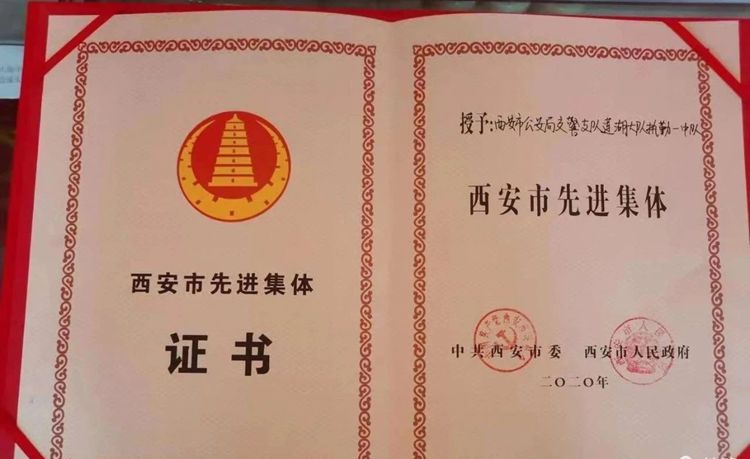 西安市先进集体
证书
授予:西安市公安局交警支队莲湖大队执勤一中队
西安市先进集体
中共西安市委 西安市人民政府
二〇二〇年